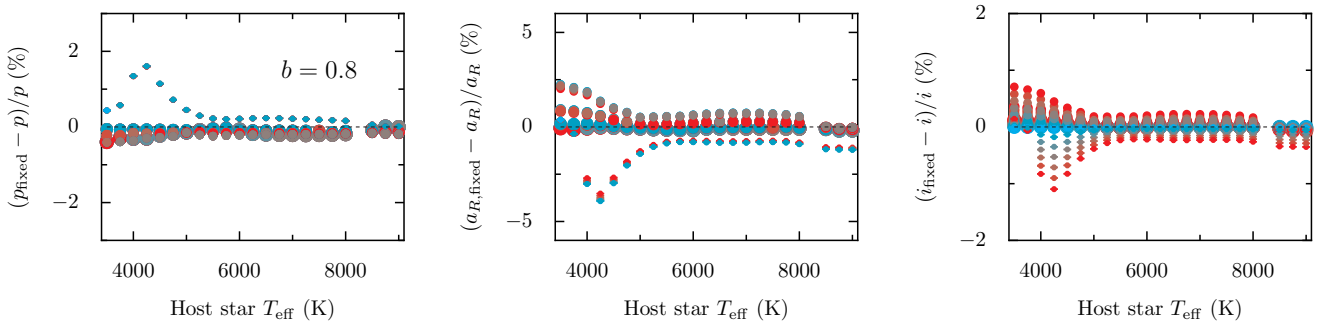 (p_fixed − p)/p (%)
2
0
−2
b = 0.8
4000 6000 8000
Host star T_eff (K)
(a_R,fixed − a_R)/a_R (%)
5
0
−5
4000 6000 8000
Host star T_eff (K)
(i_fixed − i)/i (%)
2
0
−2
4000 6000 8000
Host star T_eff (K)